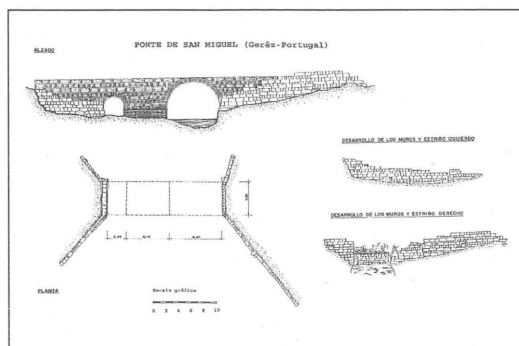 PONTE DE SAN MIGUEL (Gerêz-Portugal)
ALZADO
DESARROLLO DE LOS MUROS Y ESTRIBO IZQUIERDO
DESARROLLO DE LOS MUROS Y ESTRIBO DERECHO
PLANTA
Escala gráfica
0 2 4 6 8 10